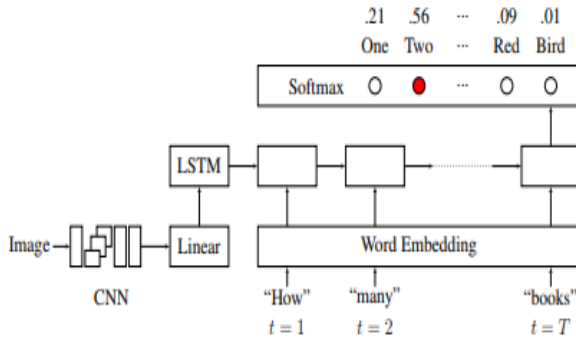 .21 .56 ... .09 .01
One Two ... Red Bird
Softmax ...
LSTM
Image Linear Word Embedding
CNN "How" "many" "books"
t = 1 t = 2 t = T